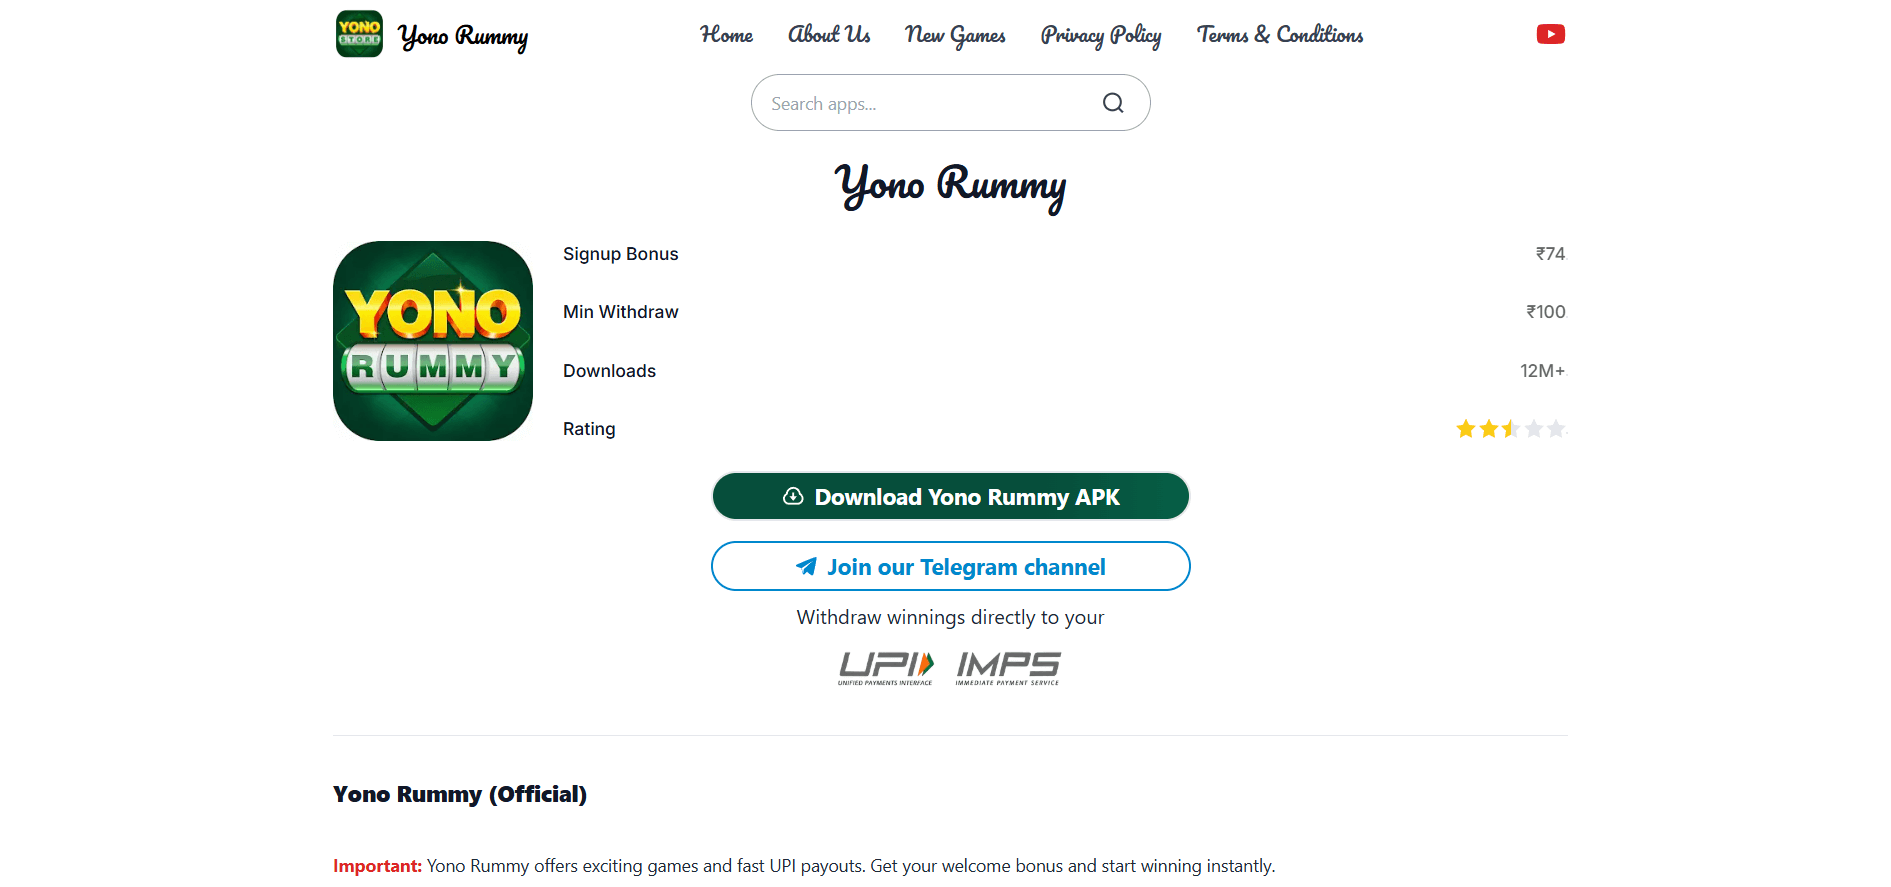 YONO
STORE
Yono Rummy
Home About Us New Games Privacy Policy Terms & Conditions
Search apps...
Yono Rummy
YONO
RUMMY
Signup Bonus ₹74
Min Withdraw ₹100
Downloads 12M+
Rating
Download Yono Rummy APK
Join our Telegram channel
Withdraw winnings directly to your
UPI IMPS
UNIFIED PAYMENTS INTERFACE IMMEDIATE PAYMENT SERVICE
Yono Rummy (Official)
Important: Yono Rummy offers exciting games and fast UPI payouts. Get your welcome bonus and start winning instantly.